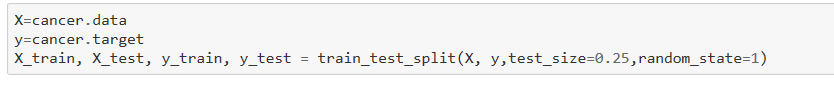 X=cancer.data
y=cancer.target
X_train, X_test, y_train, y_test = train_test_split(X, y,test_size=0.25,random_state=1)